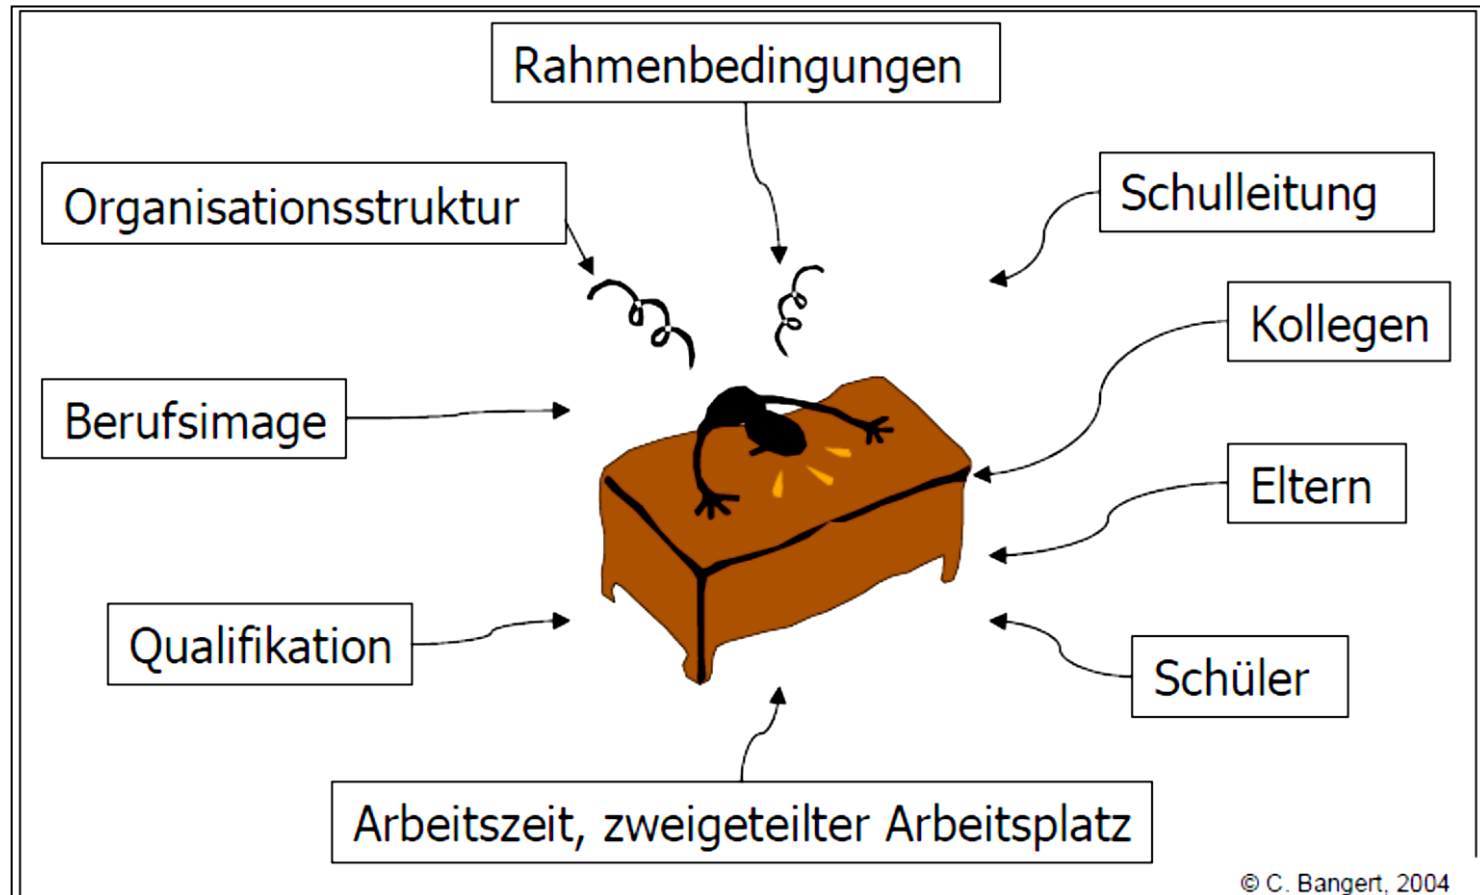 Rahmenbedingungen
Organisationsstruktur
Schulleitung
Kollegen
Berufsimage
Eltern
Qualifikation
Schüler
Arbeitszeit, zweigeteilter Arbeitsplatz
© C. Bangert, 2004